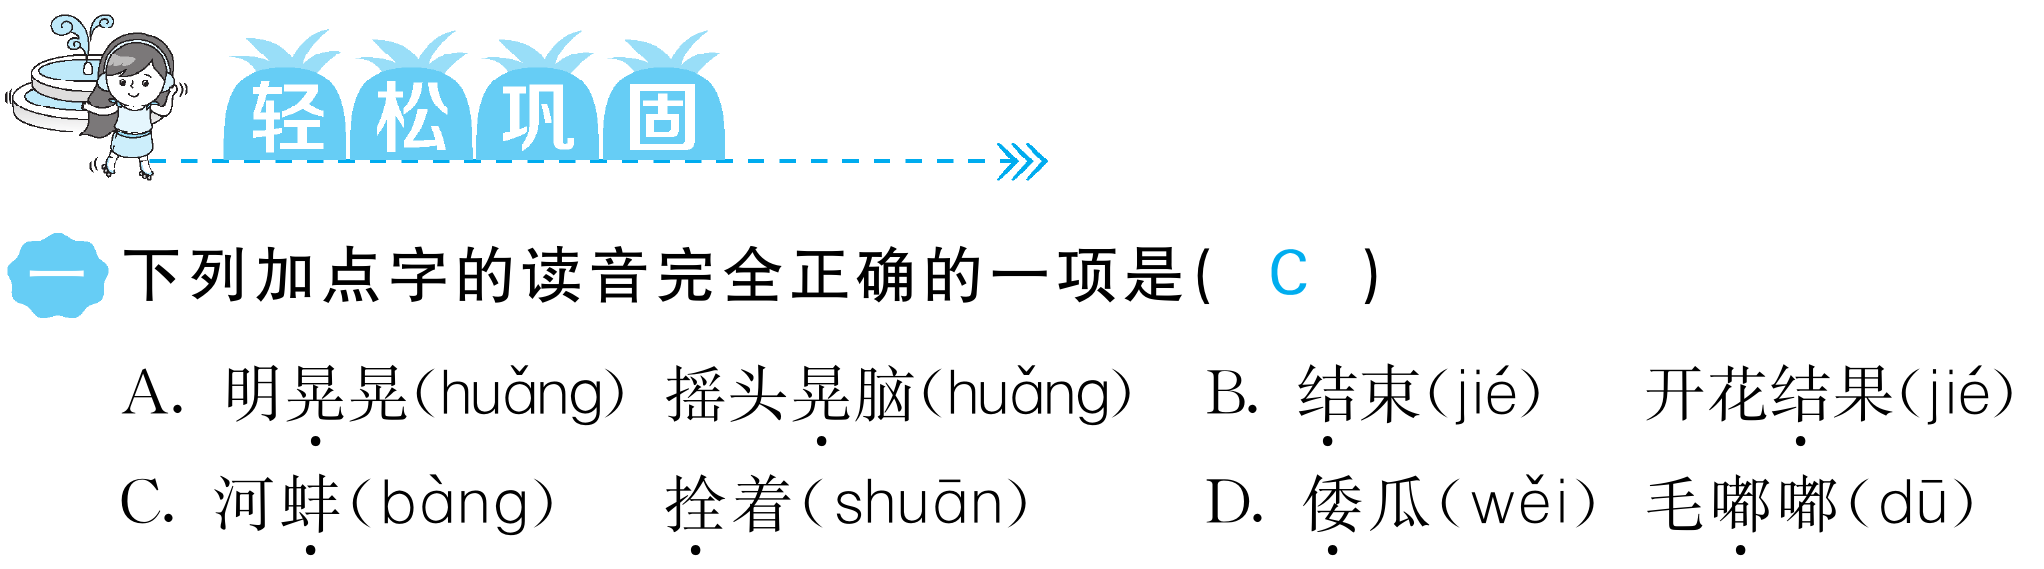 轻松巩固
一 下列加点字的读音完全正确的一项是( C )
A. 明晃晃(huǎng) 摇头晃脑(huǎng) B. 结束(jié) 开花结果(jié)
C. 河蚌(bàng) 拴着(shuān) D. 倭瓜(wěi) 毛嘟嘟(dū)